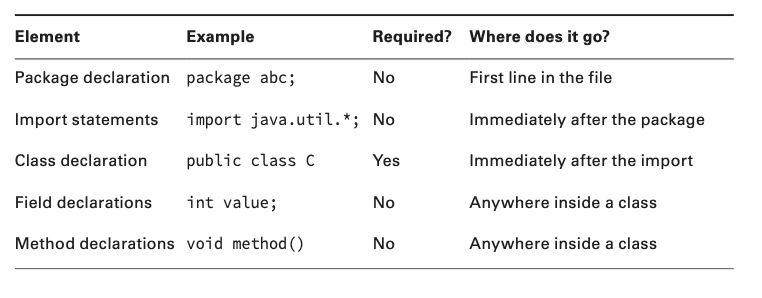 Element Example Required? Where does it go?
Package declaration package abc; No First line in the file
Import statements import java.util.*; No Immediately after the package
Class declaration public class C Yes Immediately after the import
Field declarations int value; No Anywhere inside a class
Method declarations void method() No Anywhere inside a class